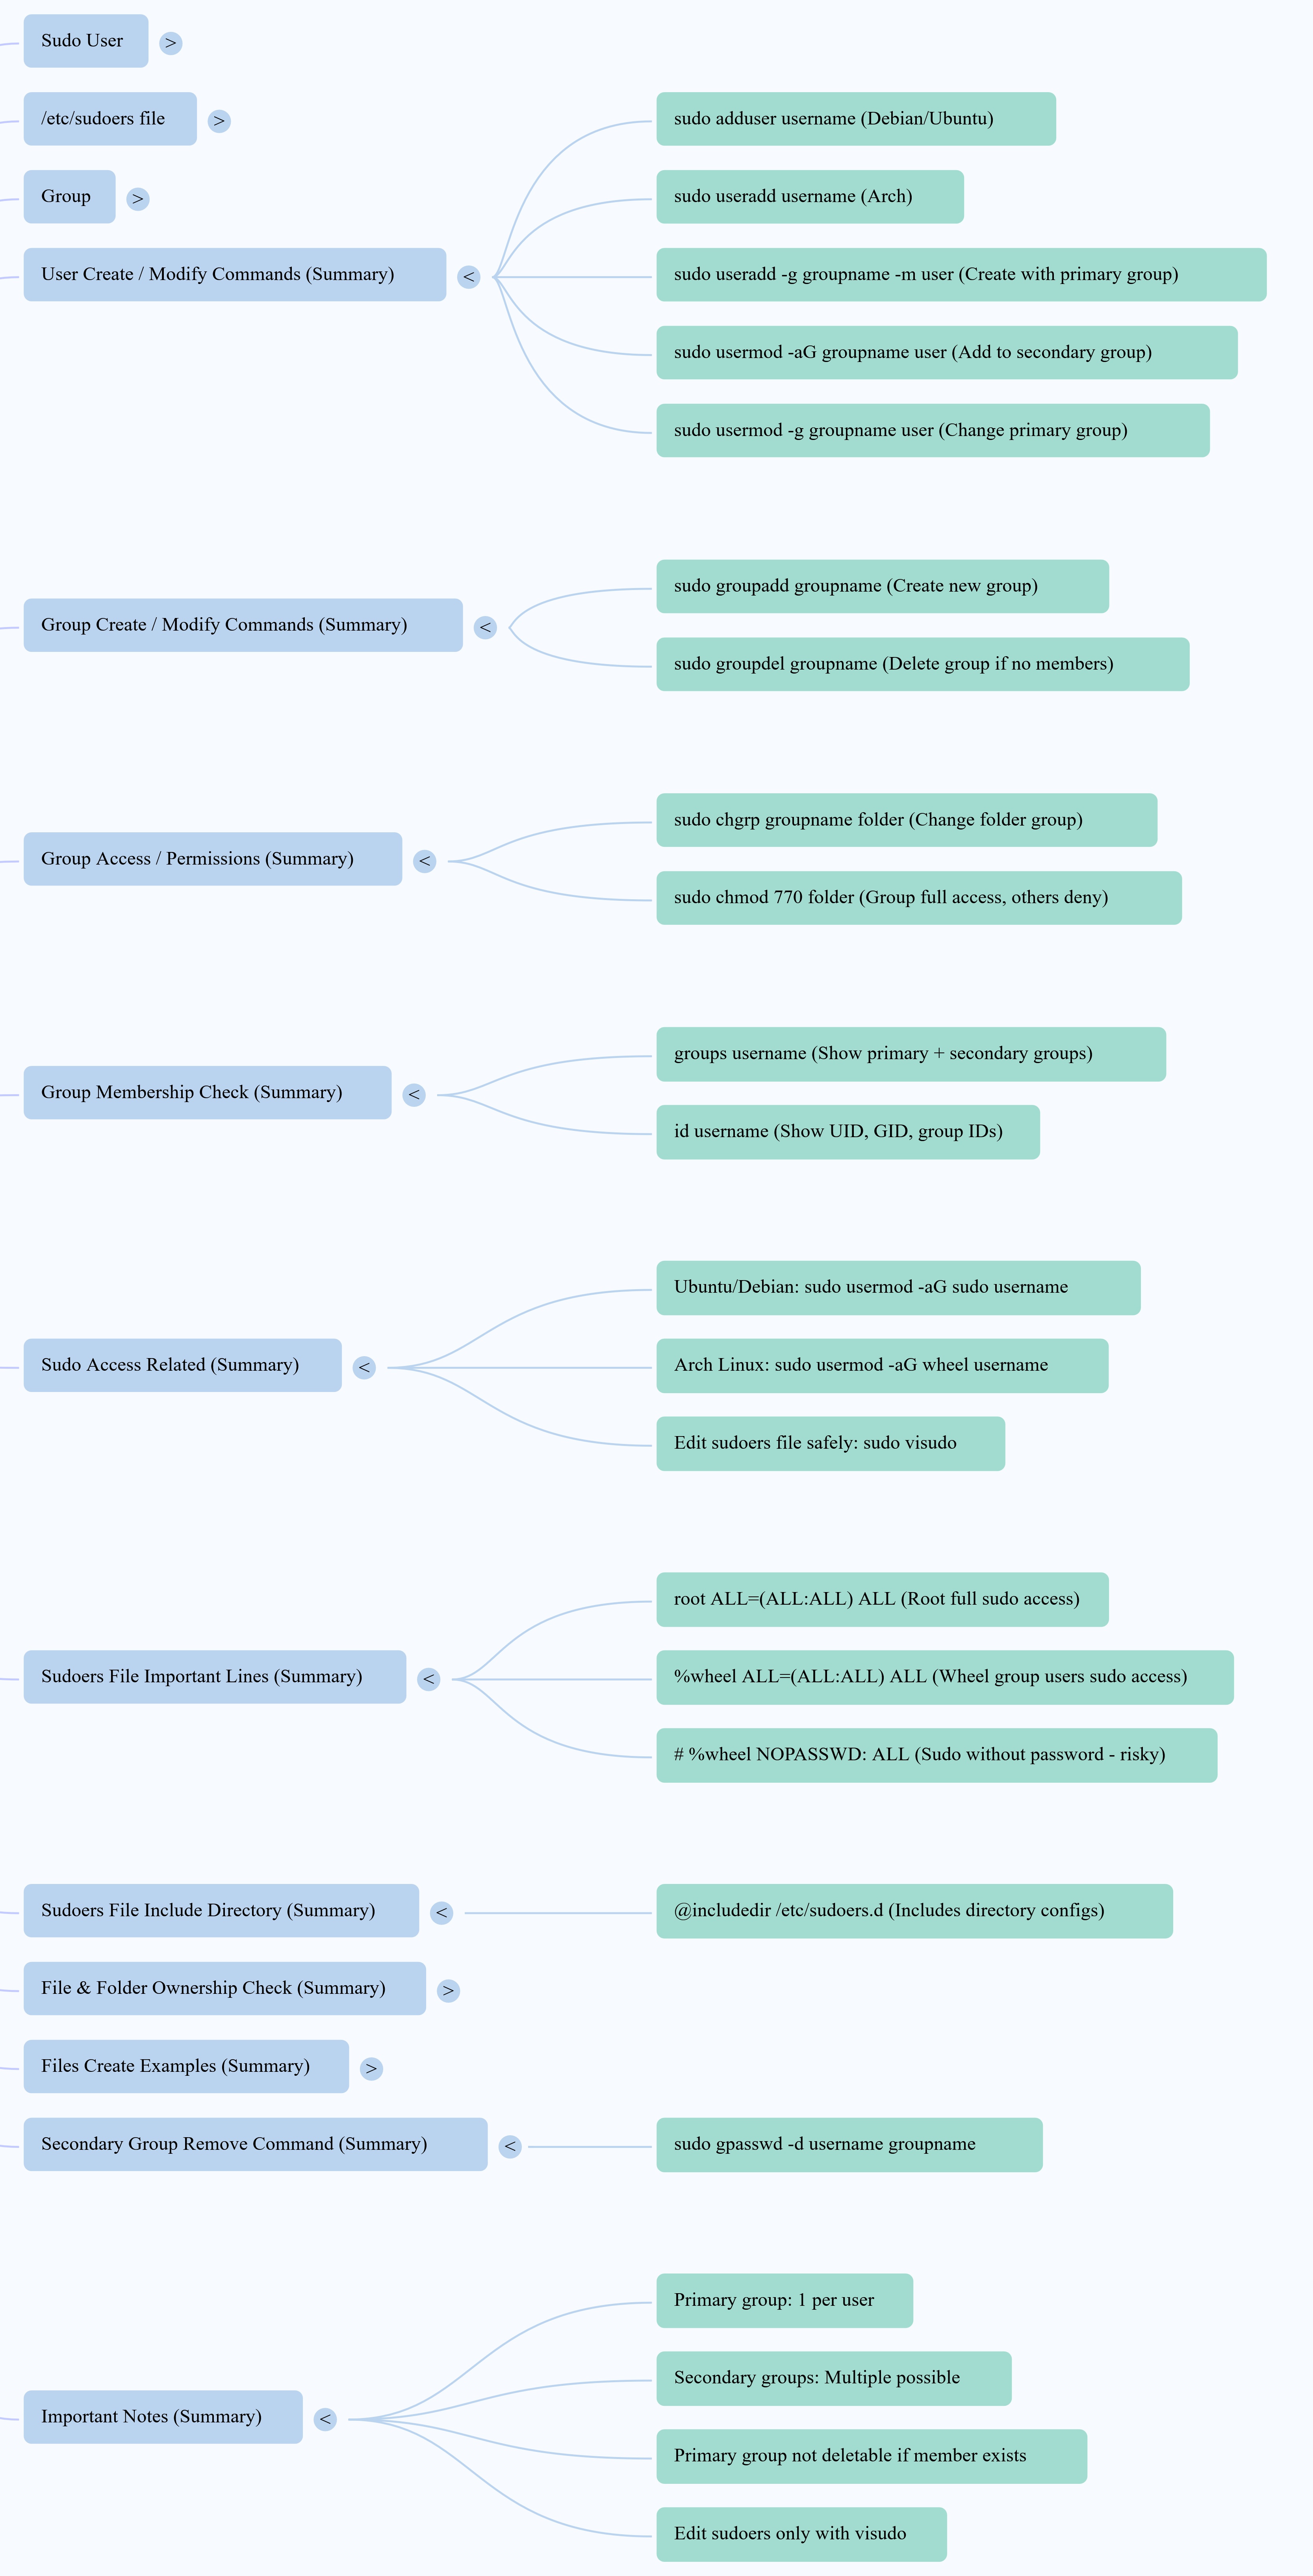 Sudo User >
/etc/sudoers file >
Group >
User Create / Modify Commands (Summary) <
sudo adduser username (Debian/Ubuntu)
sudo useradd username (Arch)
sudo useradd -g groupname -m user (Create with primary group)
sudo usermod -aG groupname user (Add to secondary group)
sudo usermod -g groupname user (Change primary group)
Group Create / Modify Commands (Summary) <
sudo groupadd groupname (Create new group)
sudo groupdel groupname (Delete group if no members)
Group Access / Permissions (Summary) <
sudo chgrp groupname folder (Change folder group)
sudo chmod 770 folder (Group full access, others deny)
Group Membership Check (Summary) <
groups username (Show primary + secondary groups)
id username (Show UID, GID, group IDs)
Sudo Access Related (Summary) <
Ubuntu/Debian: sudo usermod -aG sudo username
Arch Linux: sudo usermod -aG wheel username
Edit sudoers file safely: sudo visudo
Sudoers File Important Lines (Summary) <
root ALL=(ALL:ALL) ALL (Root full sudo access)
%wheel ALL=(ALL:ALL) ALL (Wheel group users sudo access)
# %wheel NOPASSWD: ALL (Sudo without password - risky)
Sudoers File Include Directory (Summary) <
@includedir /etc/sudoers.d (Includes directory configs)
File & Folder Ownership Check (Summary) >
Files Create Examples (Summary) >
Secondary Group Remove Command (Summary) <
sudo gpasswd -d username groupname
Important Notes (Summary) <
Primary group: 1 per user
Secondary groups: Multiple possible
Primary group not deletable if member exists
Edit sudoers only with visudo